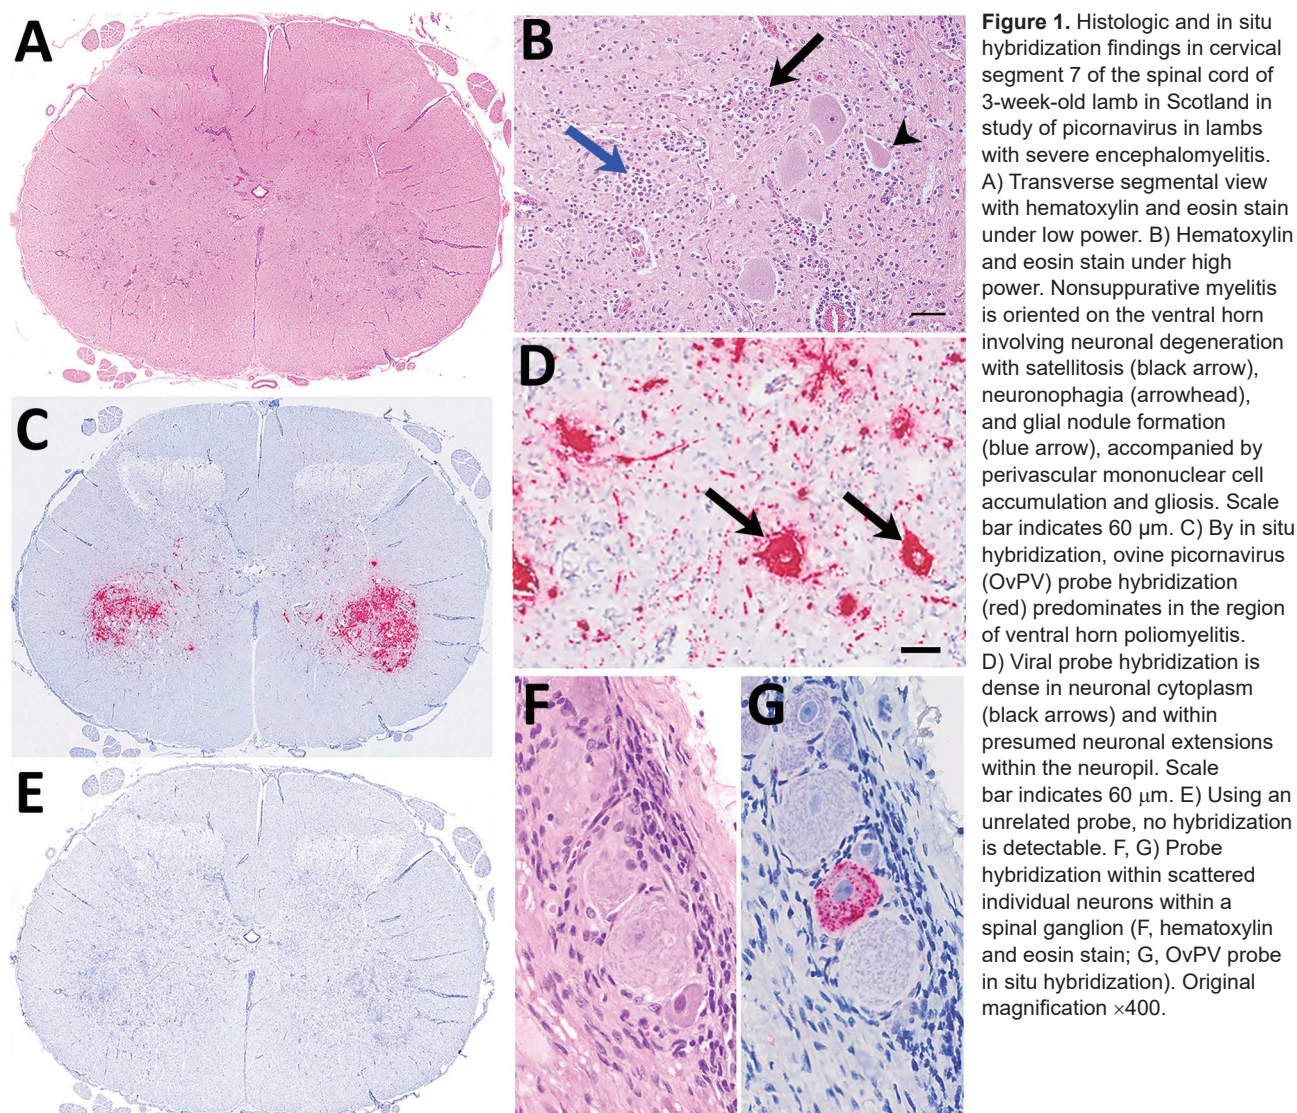 A
B
C
D
E
F
G
Figure 1. Histologic and in situ
hybridization findings in cervical
segment 7 of the spinal cord of
3-week-old lamb in Scotland in
study of picornavirus in lambs
with severe encephalomyelitis.
A) Transverse segmental view
with hematoxylin and eosin stain
under low power. B) Hematoxylin
and eosin stain under high
power. Nonsuppurative myelitis
is oriented on the ventral horn
involving neuronal degeneration
with satellitosis (black arrow),
neuronophagia (arrowhead),
and glial nodule formation
(blue arrow), accompanied by
perivascular mononuclear cell
accumulation and gliosis. Scale
bar indicates 60 µm. C) By in situ
hybridization, ovine picornavirus
(OvPV) probe hybridization
(red) predominates in the region
of ventral horn poliomyelitis.
D) Viral probe hybridization is
dense in neuronal cytoplasm
(black arrows) and within
presumed neuronal extensions
within the neuropil. Scale
bar indicates 60 μm. E) Using an
unrelated probe, no hybridization
is detectable. F, G) Probe
hybridization within scattered
individual neurons within a
spinal ganglion (F, hematoxylin
and eosin stain; G, OvPV probe
in situ hybridization). Original
magnification ×400.